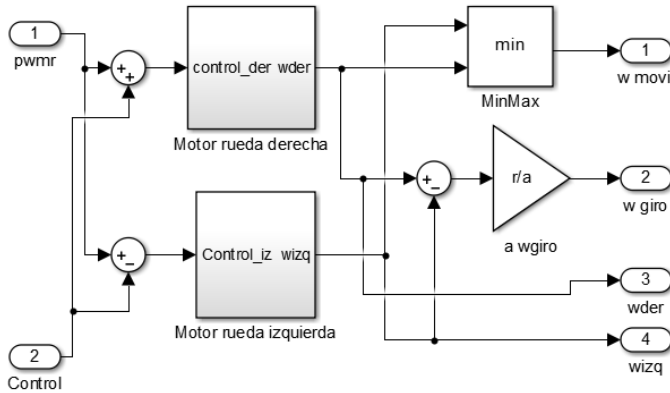 1
pwmr
+
+
control_der wder
Motor rueda derecha
min
MinMax
1
w movi
+
−
r/a
a wgiro
2
w giro
+
−
Control_iz wizq
Motor rueda izquierda
3
wder
2
Control
4
wizq